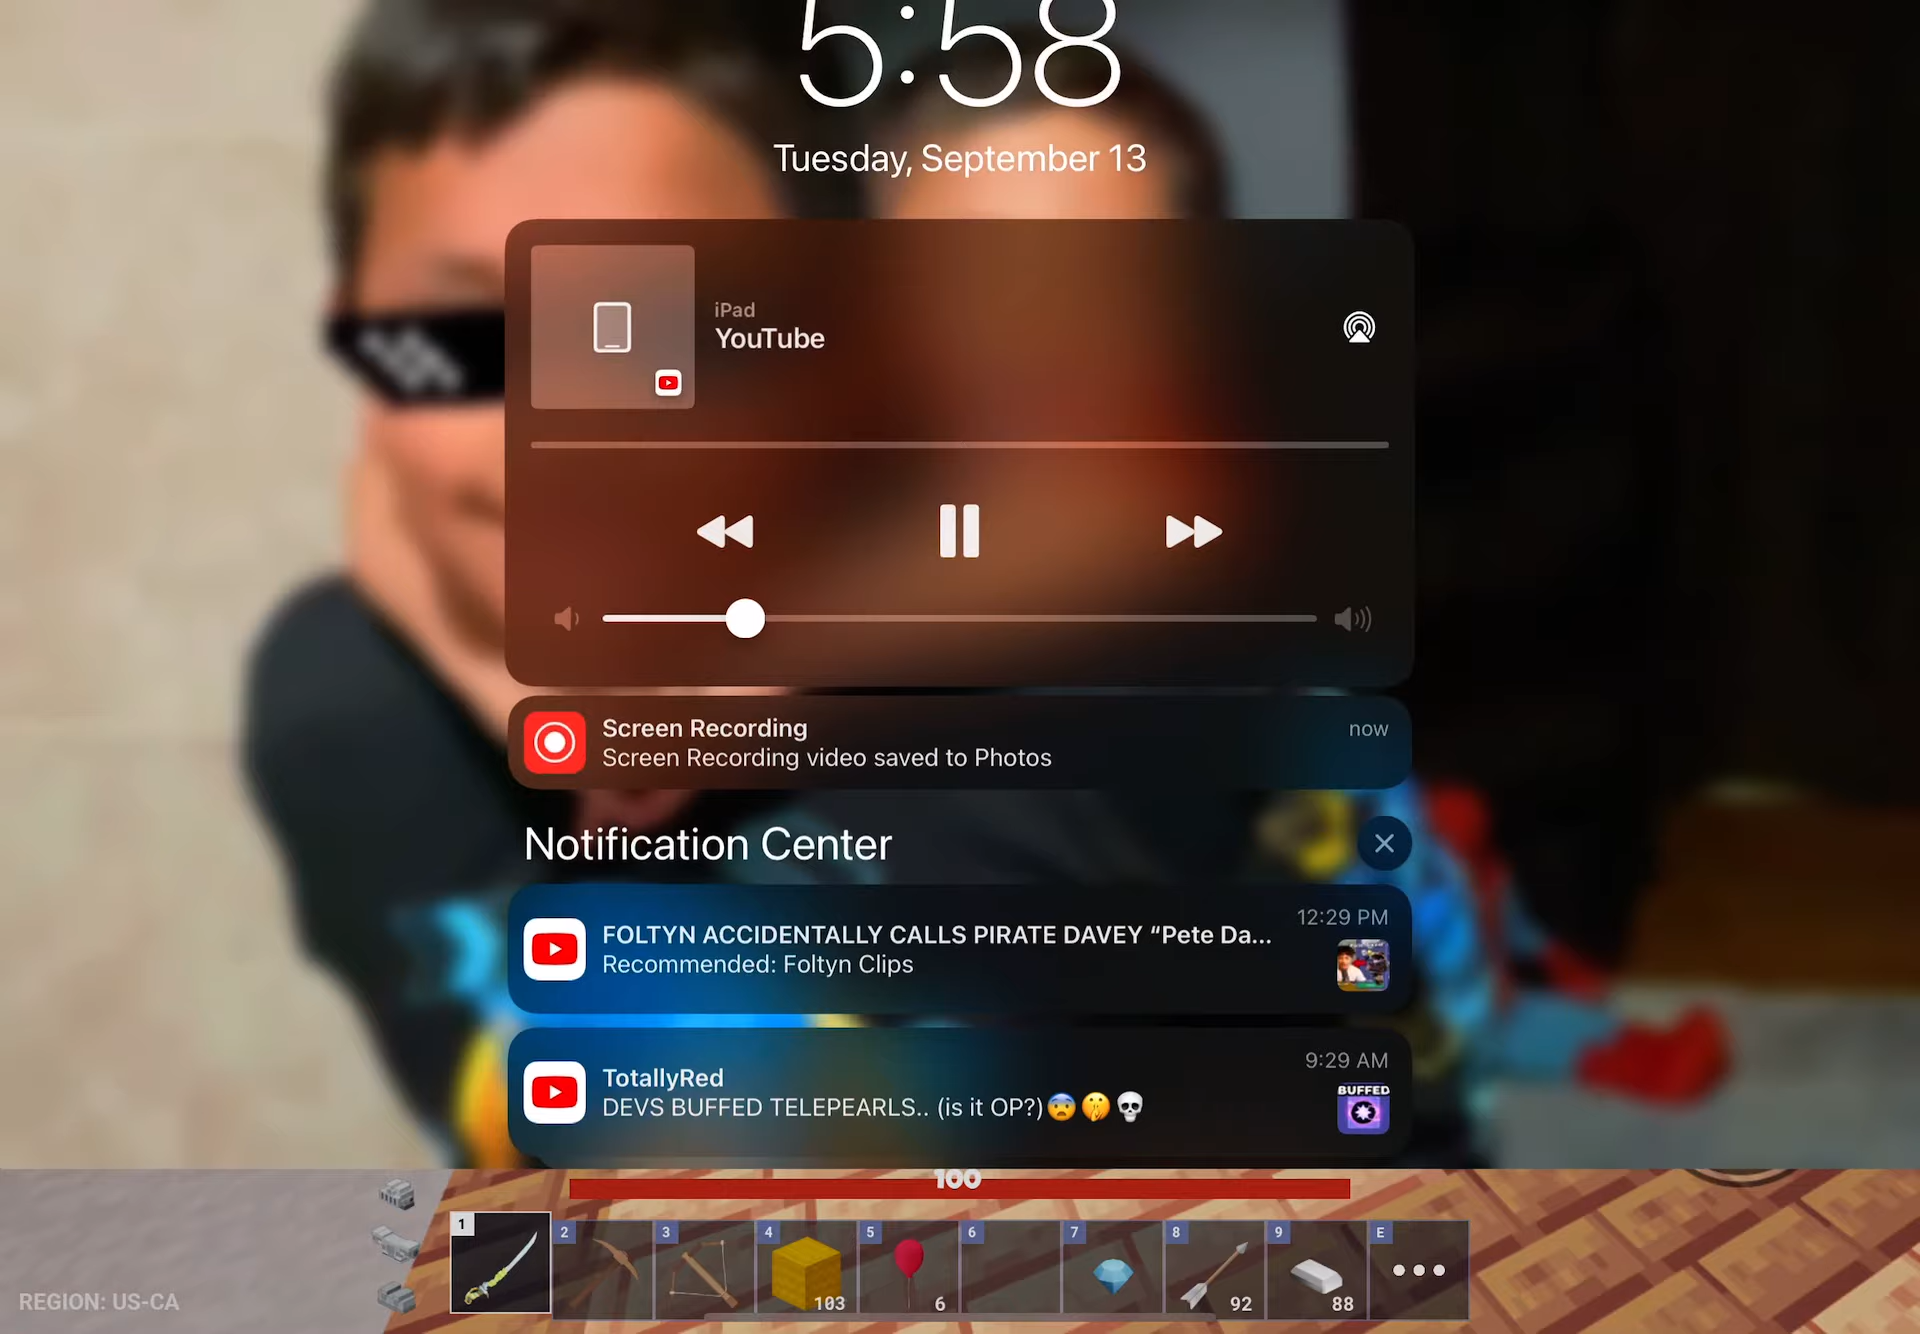 5:58
Tuesday, September 13
iPad
YouTube
Screen Recording
now
Screen Recording video saved to Photos
Notification Center
FOLTYN ACCIDENTALLY CALLS PIRATE DAVEY “Pete Da...
12:29 PM
Recommended: Foltyn Clips
TotallyRed
9:29 AM
DEVS BUFFED TELEPEARLS.. (is it OP?)😨🤫💀
BUFFED
100
1 2 3 4 5 6 7 8 9 E
103 6 92 88
REGION: US-CA